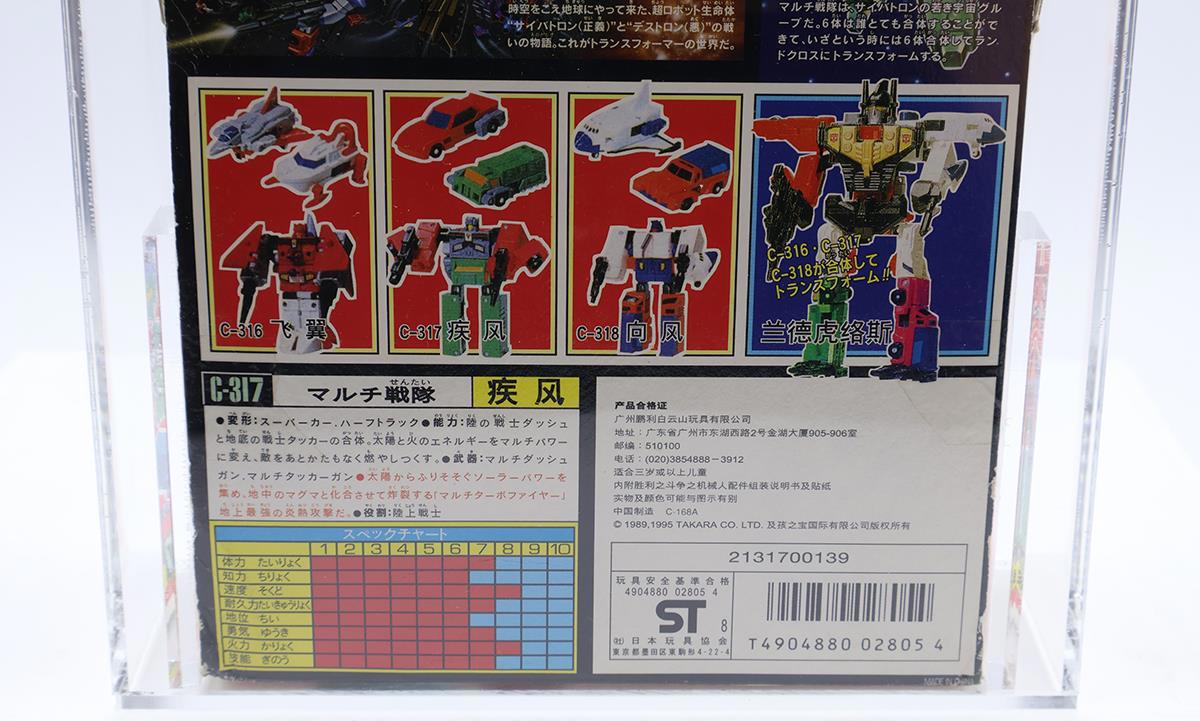 時空をこえ地球にやって来た、超ロボット生命体
“サイバトロン(正義)”と“デストロン(悪)”の戦
いの物語。これがトランスフォーマーの世界だ。
マルチ戦隊は、サイバトロンの若き宇宙グルー
プだ。6体は誰とでも合体することがで
きて、いざという時には6体合体してラン
ドクロスにトランスフォームする。
C-316 飞翼
C-317 疾风
C-318 向风
C-316・C-317
C-318が合体して
トランスフォーム!!
兰德虎络斯
C-317 マルチ戦隊 疾风
●変形:スーパーカー、ハーフトラック●能力:陸の戦士ダッシュ
と地底の戦士タッカーの合体。太陽と火のエネルギーをマルチパワー
に変え、敵をあとかたもなく燃やしつくす。●武器:マルチダッシュ
ガン、マルチタッカーガン●太陽からふりそそぐソーラーパワーを
集め、地中のマグマと化合させて炸裂する「マルチターボファイヤー」
地上最強の炎熱攻撃だ。●役割:陸上戦士
スペックチャート
1 2 3 4 5 6 7 8 9 10
体力 たいりょく
知力 ちりょく
速度 そくど
耐久力 たいきゅうりょく
地位 ちい
勇気 ゆうき
火力 かりょく
技能 ぎのう
产品合格证
广州鹏利白云山玩具有限公司
地址:广东省广州市东湖西路2号金湖大厦905-906室
邮编:510100
电话:(020)3854888-3912
适合三岁或以上儿童
内附胜利之斗争之机械人配件组装说明书及贴纸
实物及颜色可能与图示有别
中国制造 C-168A
© 1989,1995 TAKARA CO. LTD. 及孩之宝国际有限公司版权所有
2131700139
玩具安全基準合格
4904880 02805 4
ST 8
(社)日本玩具協会
東京都墨田区東駒形4-22-4
T4904880 02805 4
MADE IN CHINA